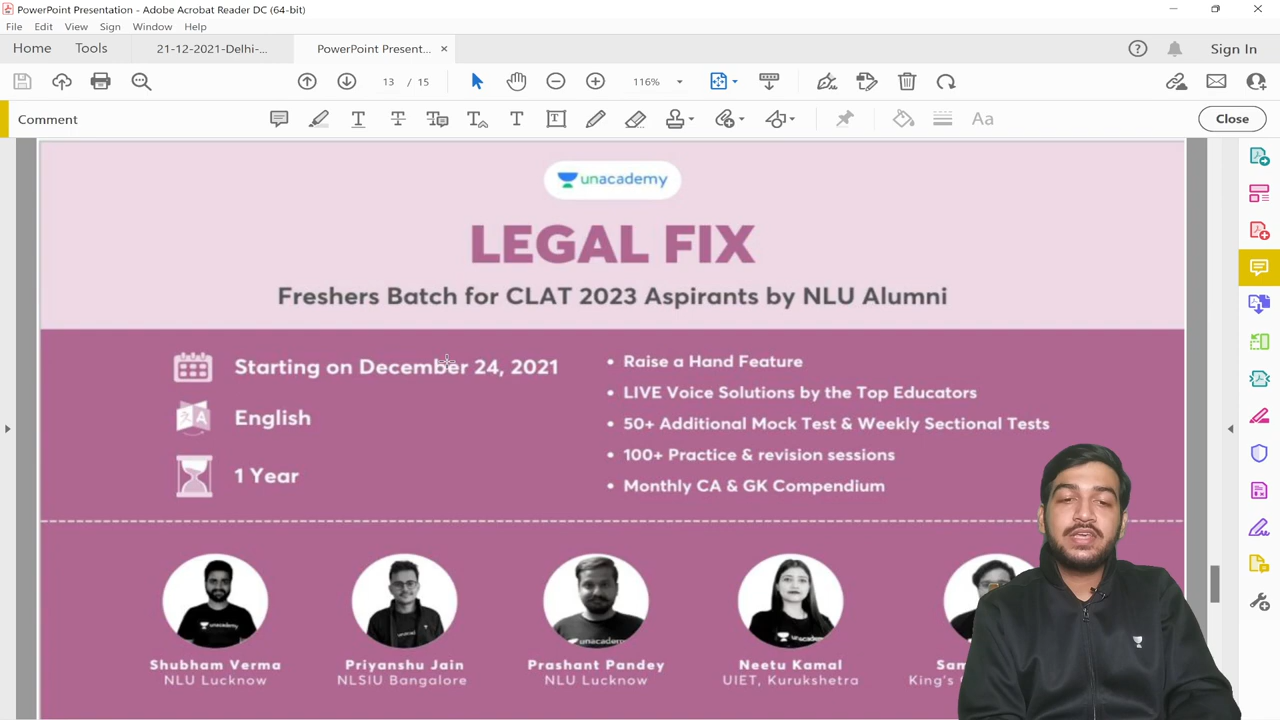 PowerPoint Presentation - Adobe Acrobat Reader DC (64-bit)
File Edit View Sign Window Help
Home Tools 21-12-2021-Delhi-... PowerPoint Present... × Sign In
13 / 15 116%
Comment Close
unacademy
LEGAL FIX
Freshers Batch for CLAT 2023 Aspirants by NLU Alumni
Starting on December 24, 2021
English
1 Year
• Raise a Hand Feature
• LIVE Voice Solutions by the Top Educators
• 50+ Additional Mock Test & Weekly Sectional Tests
• 100+ Practice & revision sessions
• Monthly CA & GK Compendium
Shubham Verma
NLU Lucknow
Priyanshu Jain
NLSIU Bangalore
Prashant Pandey
NLU Lucknow
Neetu Kamal
UIET, Kurukshetra
King's